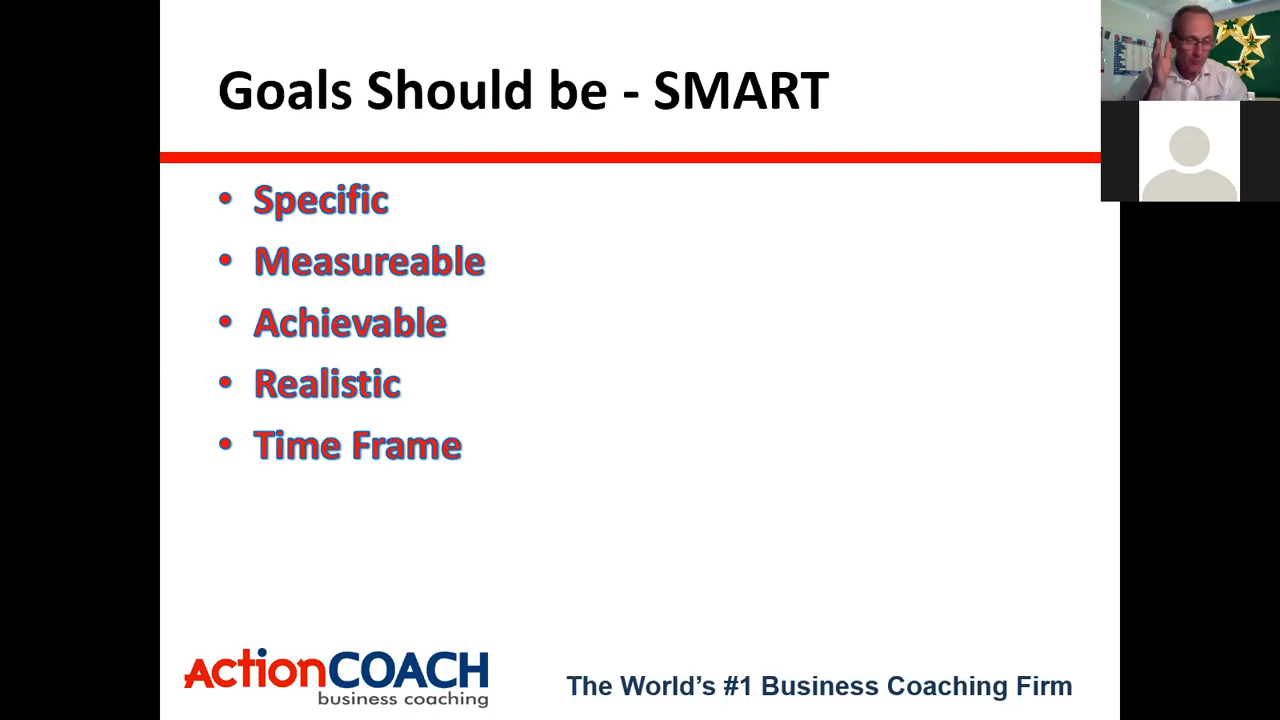 Goals Should be - SMART
• Specific
• Measureable
• Achievable
• Realistic
• Time Frame
ActionCOACH
business coaching
The World's #1 Business Coaching Firm